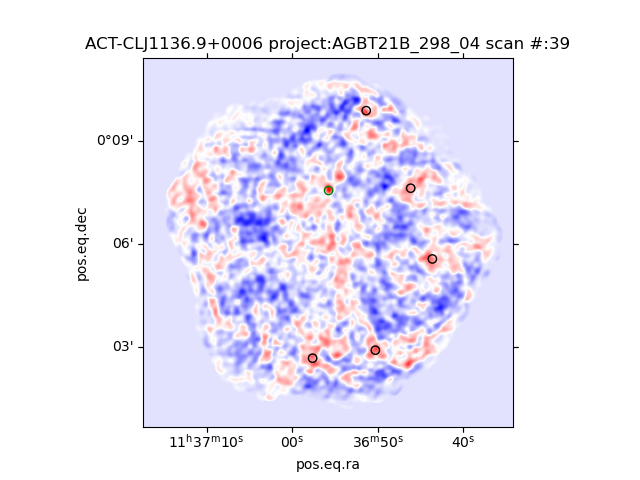 ACT-CLJ1136.9+0006 project:AGBT21B_298_04 scan #:39
0°09'
06'
03'
pos.eq.dec
11ʰ37ᵐ10ˢ 00ˢ 36ᵐ50ˢ 40ˢ
pos.eq.ra